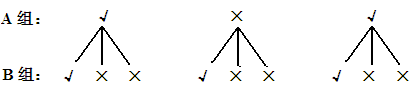 A 组： √ × √
B 组： √ × × √ × × √ × ×